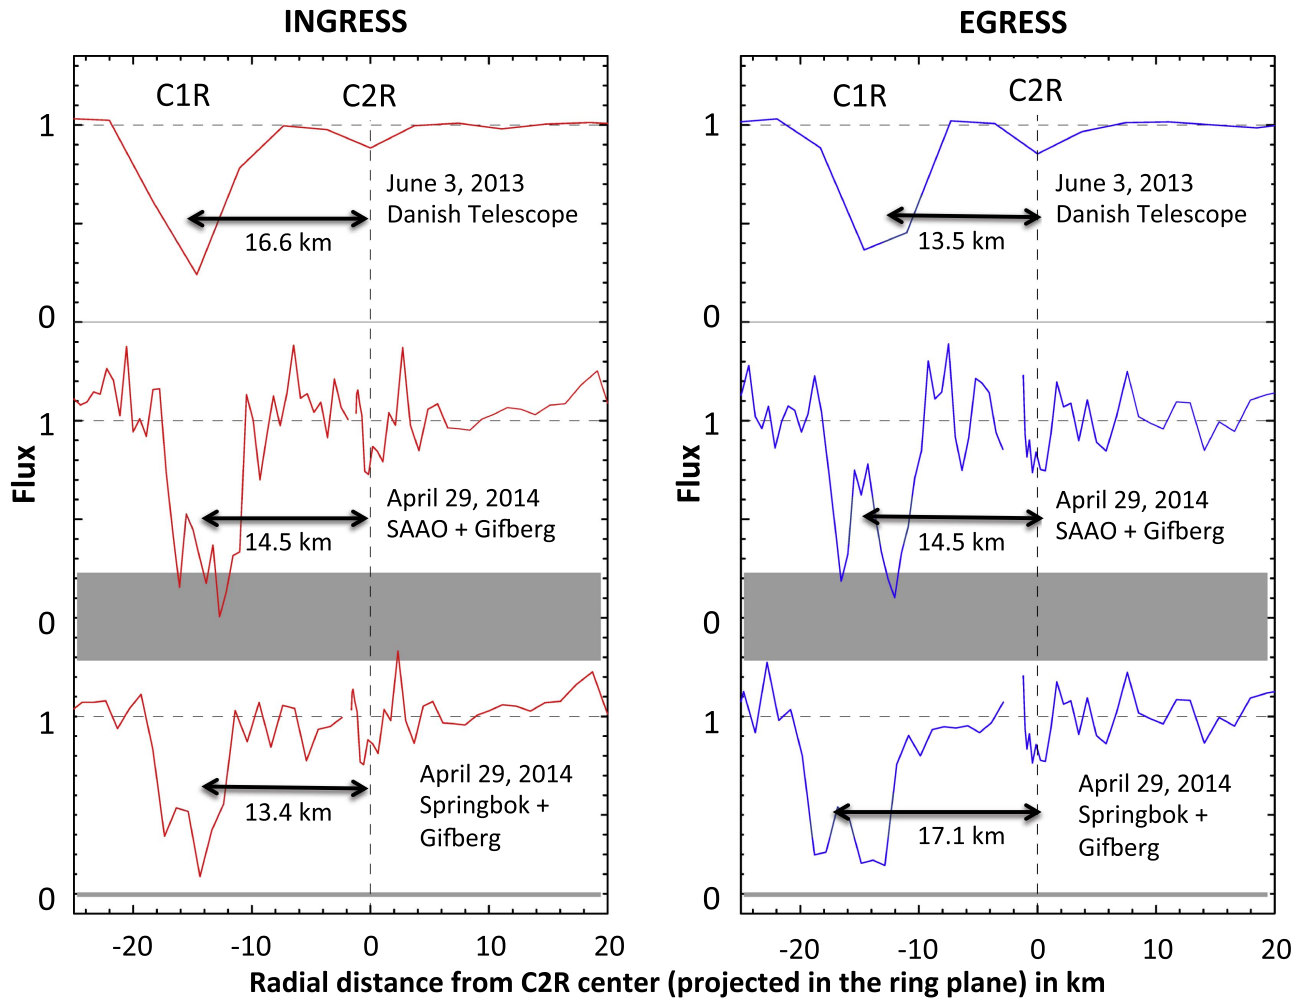 INGRESS
C1R
C2R
1
June 3, 2013
Danish Telescope
16.6 km
0
1
April 29, 2014
SAAO + Gifberg
14.5 km
0
1
April 29, 2014
Springbok +
Gifberg
13.4 km
0
-20
-10
0
10
20
Flux
EGRESS
C1R
C2R
1
June 3, 2013
Danish Telescope
13.5 km
0
1
April 29, 2014
SAAO + Gifberg
14.5 km
0
1
April 29, 2014
Springbok +
Gifberg
17.1 km
0
-20
-10
0
10
20
Flux
Radial distance from C2R center (projected in the ring plane) in km